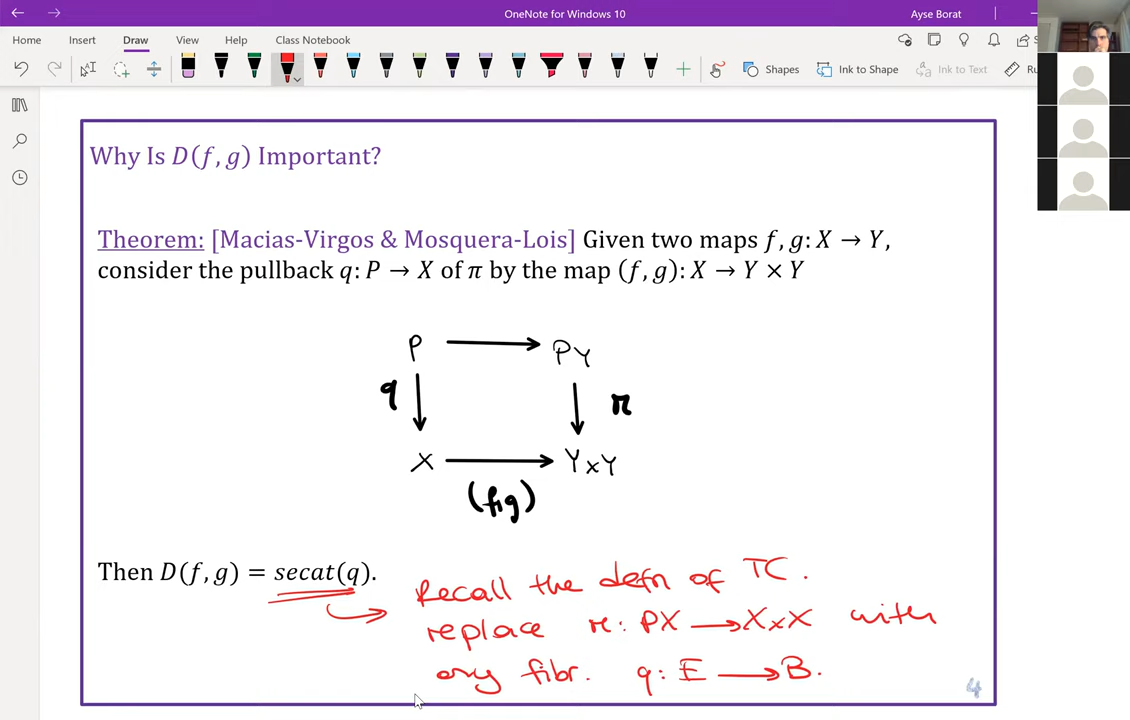 OneNote for Windows 10
Ayse Borat
Home Insert Draw View Help Class Notebook
Shapes Ink to Shape Ink to Text Ru
Why Is D(f, g) Important?
Theorem: [Macias-Virgos & Mosquera-Lois] Given two maps f, g: X → Y,
consider the pullback q: P → X of π by the map (f, g): X → Y × Y
P → PY
q π
X → Y×Y
(f,g)
Then D(f, g) = secat(q).
Recall the defn of TC.
replace π: PX → X×X with
any fibr. q: E → B.
4